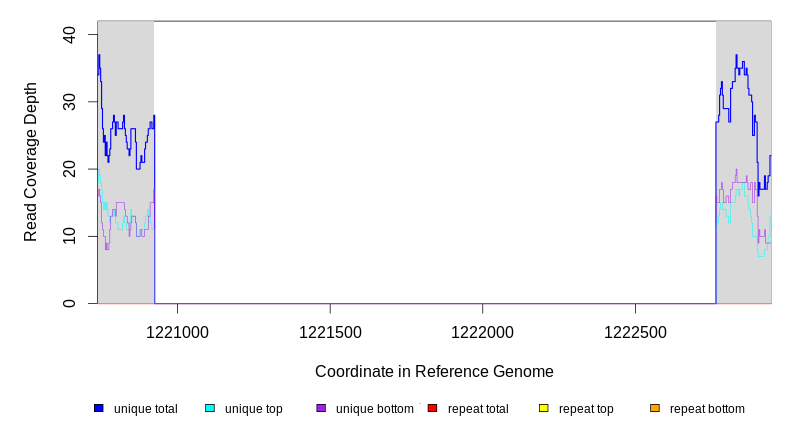 Read Coverage Depth
40
30
20
10
0
1221000 1221500 1222000 1222500
Coordinate in Reference Genome
unique total unique top unique bottom repeat total repeat top repeat bottom